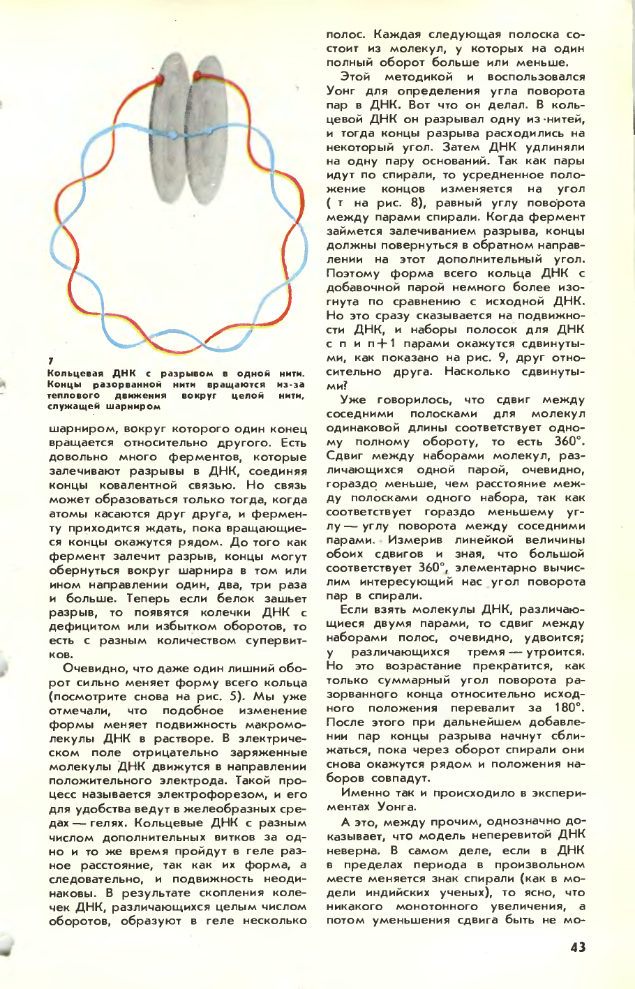 7
Кольцевая ДНК с разрывом в одной нити.
Концы разорванной нити вращаются из-за
теплового движения вокруг целой нити,
служащей шарниром
шарниром, вокруг которого один конец
вращается относительно другого. Есть
довольно много ферментов, которые
залечивают разрывы в ДНК, соединяя
концы ковалентной связью. Но связь
может образоваться только тогда, когда
атомы касаются друг друга, и фермен-
ту приходится ждать, пока вращающие-
ся концы окажутся рядом. До того как
фермент залечит разрыв, концы могут
обернуться вокруг шарнира в том или
ином направлении один, два, три раза
и больше. Теперь если белок зашьет
разрыв, то появятся колечки ДНК с
дефицитом или избытком оборотов, то
есть с разным количеством супервит-
ков.
Очевидно, что даже один лишний обо-
рот сильно меняет форму всего кольца
(посмотрите снова на рис. 5). Мы уже
отмечали, что подобное изменение
формы меняет подвижность макромо-
лекулы ДНК в растворе. В электриче-
ском поле отрицательно заряженные
молекулы ДНК движутся в направлении
положительного электрода. Такой про-
цесс называется электрофорезом, и его
для удобства ведут в желеобразных сре-
дах — гелях. Кольцевые ДНК с разным
числом дополнительных витков за од-
но и то же время пройдут в геле раз-
ное расстояние, так как их форма, а
следовательно, и подвижность неоди-
наковы. В результате скопления коле-
чек ДНК, различающихся целым числом
оборотов, образуют в геле несколько
полос. Каждая следующая полоска со-
стоит из молекул, у которых на один
полный оборот больше или меньше.
Этой методикой и воспользовался
Уонг для определения угла поворота
пар в ДНК. Вот что он делал. В коль-
цевой ДНК он разрывал одну из нитей,
и тогда концы разрыва расходились на
некоторый угол. Затем ДНК удлиняли
на одну пару оснований. Так как пары
идут по спирали, то усредненное поло-
жение концов изменяется на угол
( τ на рис. 8), равный углу поворота
между парами спирали. Когда фермент
займется залечиванием разрыва, концы
должны повернуться в обратном направ-
лении на этот дополнительный угол.
Поэтому форма всего кольца ДНК с
добавочной парой немного более изо-
гнута по сравнению с исходной ДНК.
Но это сразу сказывается на подвижно-
сти ДНК, и наборы полосок для ДНК
с n и n+1 парами окажутся сдвинуты-
ми, как показано на рис. 9, друг отно-
сительно друга. Насколько сдвинуты-
ми?
Уже говорилось, что сдвиг между
соседними полосками для молекул
одинаковой длины соответствует одно-
му полному обороту, то есть 360°.
Сдвиг между наборами молекул, раз-
личающихся одной парой, очевидно,
гораздо меньше, чем расстояние меж-
ду полосками одного набора, так как
соответствует гораздо меньшему уг-
лу — углу поворота между соседними
парами. Измерив линейкой величины
обоих сдвигов и зная, что большой
соответствует 360°, элементарно вычис-
лим интересующий нас угол поворота
пар в спирали.
Если взять молекулы ДНК, различаю-
щиеся двумя парами, то сдвиг между
наборами полос, очевидно, удвоится;
у различающихся тремя — утроится.
Но это возрастание прекратится, как
только суммарный угол поворота ра-
зорванного конца относительно исход-
ного положения перевалит за 180°.
После этого при дальнейшем добавле-
нии пар концы разрыва начнут сбли-
жаться, пока через оборот спирали они
снова окажутся рядом и положения на-
боров совпадут.
Именно так и происходило в экспери-
ментах Уонга.
А это, между прочим, однозначно до-
казывает, что модель неперевитой ДНК
неверна. В самом деле, если в ДНК
в пределах периода в произвольном
месте меняется знак спирали (как в мо-
дели индийских ученых), то ясно, что
никакого монотонного увеличения, а
потом уменьшения сдвига быть не мо-
43